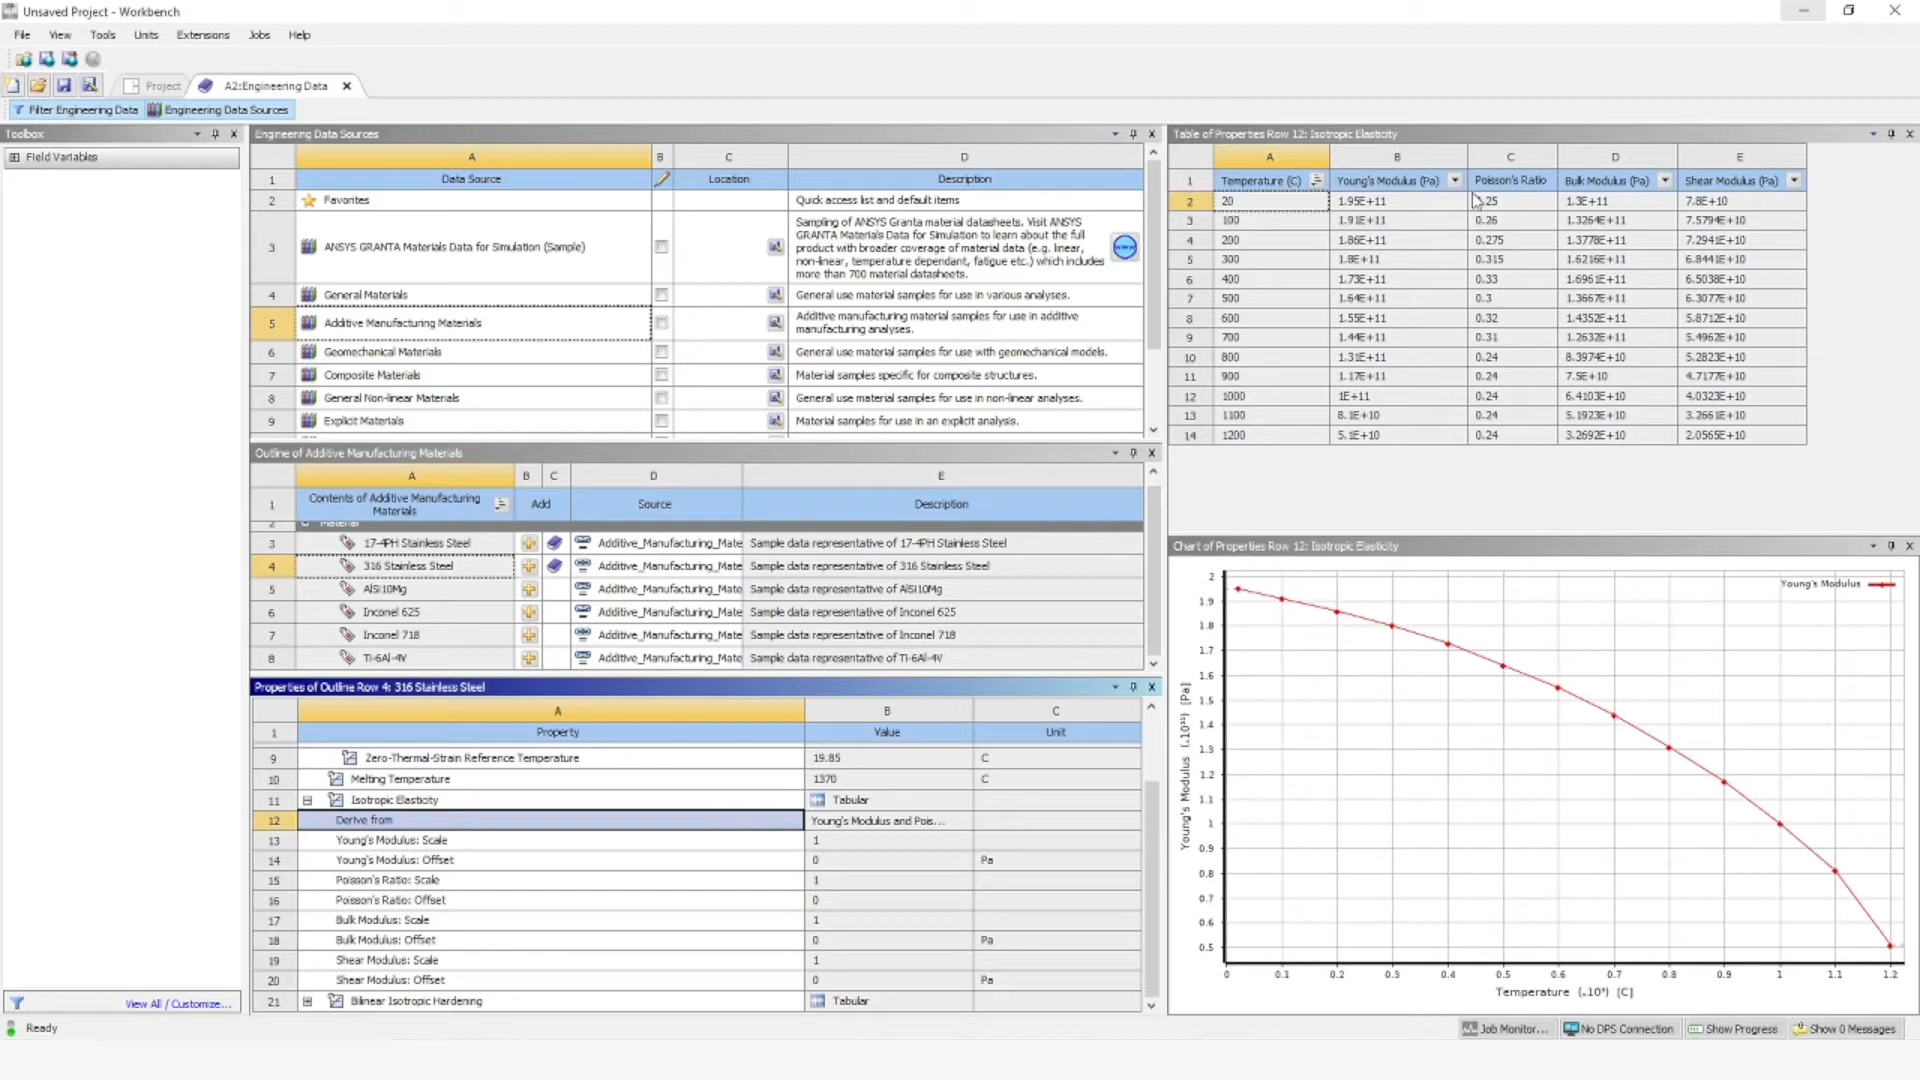 Unsaved Project - Workbench
File View Tools Units Extensions Jobs Help
Project A2:Engineering Data
Filter Engineering Data Engineering Data Sources
Toolbox
Field Variables
View All / Customize...
Engineering Data Sources
A B C D
1 Data Source Location Description
2 Favorites Quick access list and default items
3 ANSYS GRANTA Materials Data for Simulation (Sample) Sampling of ANSYS Granta material datasheets. Visit ANSYS
GRANTA Materials Data for Simulation to learn about the full
product with broader coverage of material data (e.g. linear,
non-linear, temperature dependant, fatigue etc.) which includes
more than 700 material datasheets.
4 General Materials General use material samples for use in various analyses.
5 Additive Manufacturing Materials Additive manufacturing material samples for use in additive
manufacturing analyses.
6 Geomechanical Materials General use material samples for use with geomechanical models.
7 Composite Materials Material samples specific for composite structures.
8 General Non-linear Materials General use material samples for use in non-linear analyses.
9 Explicit Materials Material samples for use in an explicit analysis.
Outline of Additive Manufacturing Materials
A B C D E
1 Contents of Additive Manufacturing
Materials Add Source Description
2 Material
3 17-4PH Stainless Steel Additive_Manufacturing_Mate Sample data representative of 17-4PH Stainless Steel
4 316 Stainless Steel Additive_Manufacturing_Mate Sample data representative of 316 Stainless Steel
5 AlSi10Mg Additive_Manufacturing_Mate Sample data representative of AlSi10Mg
6 Inconel 625 Additive_Manufacturing_Mate Sample data representative of Inconel 625
7 Inconel 718 Additive_Manufacturing_Mate Sample data representative of Inconel 718
8 Ti-6Al-4V Additive_Manufacturing_Mate Sample data representative of Ti-6Al-4V
Properties of Outline Row 4: 316 Stainless Steel
A B C
1 Property Value Unit
9 Zero-Thermal-Strain Reference Temperature 19.85 C
10 Melting Temperature 1370 C
11 Isotropic Elasticity Tabular
12 Derive from Young's Modulus and Pois...
13 Young's Modulus: Scale 1
14 Young's Modulus: Offset 0 Pa
15 Poisson's Ratio: Scale 1
16 Poisson's Ratio: Offset 0
17 Bulk Modulus: Scale 1
18 Bulk Modulus: Offset 0 Pa
19 Shear Modulus: Scale 1
20 Shear Modulus: Offset 0 Pa
21 Bilinear Isotropic Hardening Tabular
Table of Properties Row 12: Isotropic Elasticity
A B C D E
1 Temperature (C) Young's Modulus (Pa) Poisson's Ratio Bulk Modulus (Pa) Shear Modulus (Pa)
2 20 1.95E+11 .25 1.3E+11 7.8E+10
3 100 1.91E+11 0.26 1.3264E+11 7.5794E+10
4 200 1.86E+11 0.275 1.3778E+11 7.2941E+10
5 300 1.8E+11 0.315 1.6216E+11 6.8441E+10
6 400 1.73E+11 0.33 1.6961E+11 6.5038E+10
7 500 1.64E+11 0.3 1.3667E+11 6.3077E+10
8 600 1.55E+11 0.32 1.4352E+11 5.8712E+10
9 700 1.44E+11 0.31 1.2632E+11 5.4962E+10
10 800 1.31E+11 0.24 8.3974E+10 5.2823E+10
11 900 1.17E+11 0.24 7.5E+10 4.7177E+10
12 1000 1E+11 0.24 6.4103E+10 4.0323E+10
13 1100 8.1E+10 0.24 5.1923E+10 3.2661E+10
14 1200 5.1E+10 0.24 3.2692E+10 2.0565E+10
Chart of Properties Row 12: Isotropic Elasticity
Young's Modulus
Young's Modulus (.10¹¹) [Pa]
2
1.9
1.8
1.7
1.6
1.5
1.4
1.3
1.2
1.1
1
0.9
0.8
0.7
0.6
0.5
0 0.1 0.2 0.3 0.4 0.5 0.6 0.7 0.8 0.9 1 1.1 1.2
Temperature (.10³) [C]
Ready
Job Monitor... No DPS Connection Show Progress Show 0 Messages